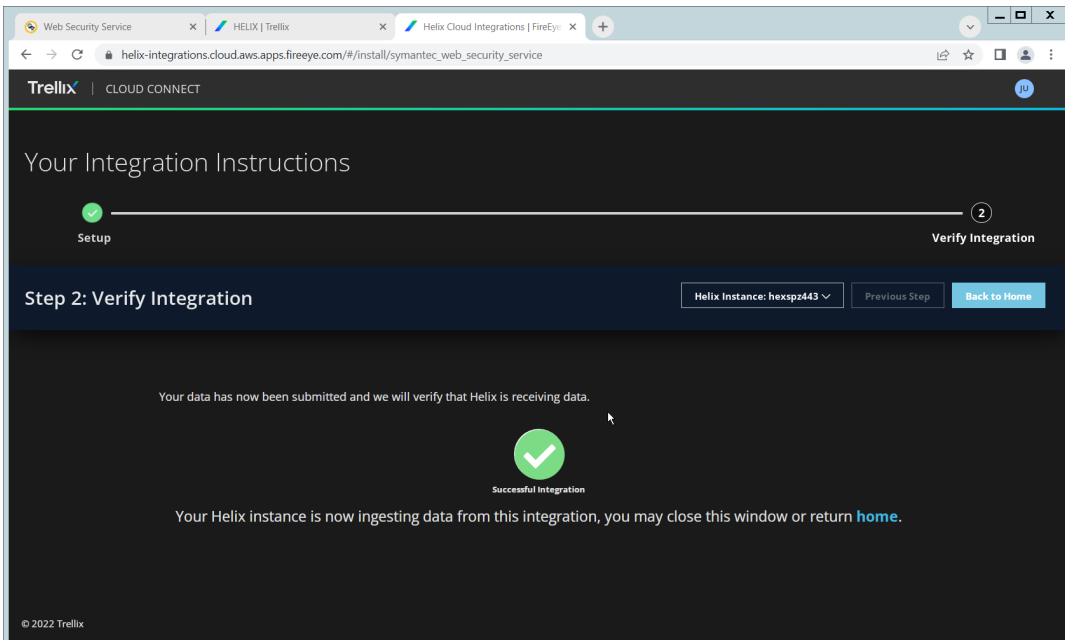 Web Security Service
HELIX | Trellix
Helix Cloud Integrations | FireEye
helix-integrations.cloud.aws.apps.fireeye.com/#/install/symantec_web_security_service
Trellix | CLOUD CONNECT
JU
Your Integration Instructions
2
Setup
Verify Integration
Step 2: Verify Integration
Helix Instance: hexspz443
Previous Step
Back to Home
Your data has now been submitted and we will verify that Helix is receiving data.
Successful Integration
Your Helix instance is now ingesting data from this integration, you may close this window or return home.
© 2022 Trellix